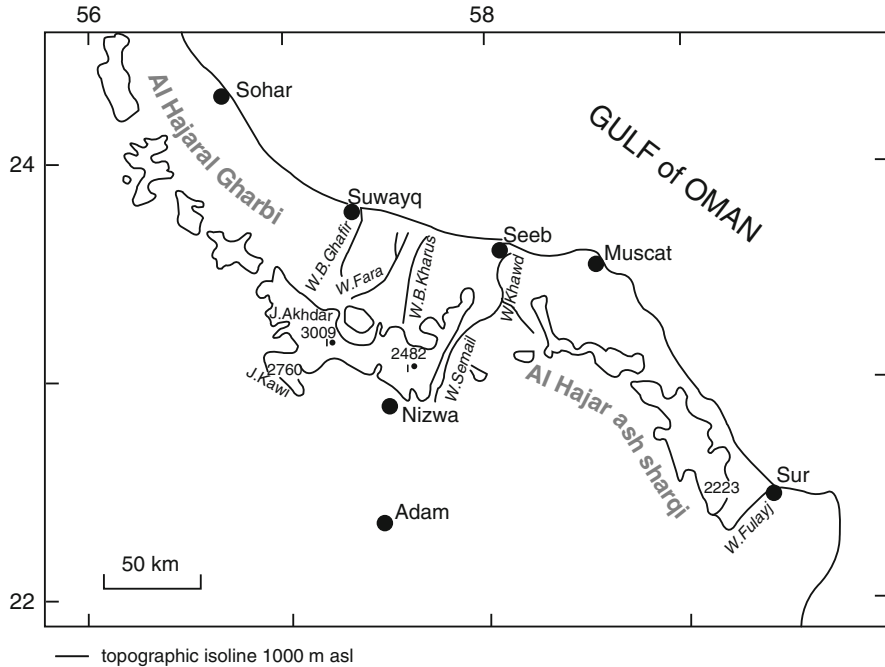 56
58
Sohar
Al Hajaral Gharbi
GULF of OMAN
24
Suwayq
Seeb
Muscat
W.B.Ghafir
W.Fara
W.B.Kharus
W.Khawd
J.Akhdar
3009
2482
2760
J.Kawi
W.Semail
Al Hajar ash sharqi
Nizwa
2223
Sur
W.Fulayj
Adam
50 km
22
topographic isoline 1000 m asl